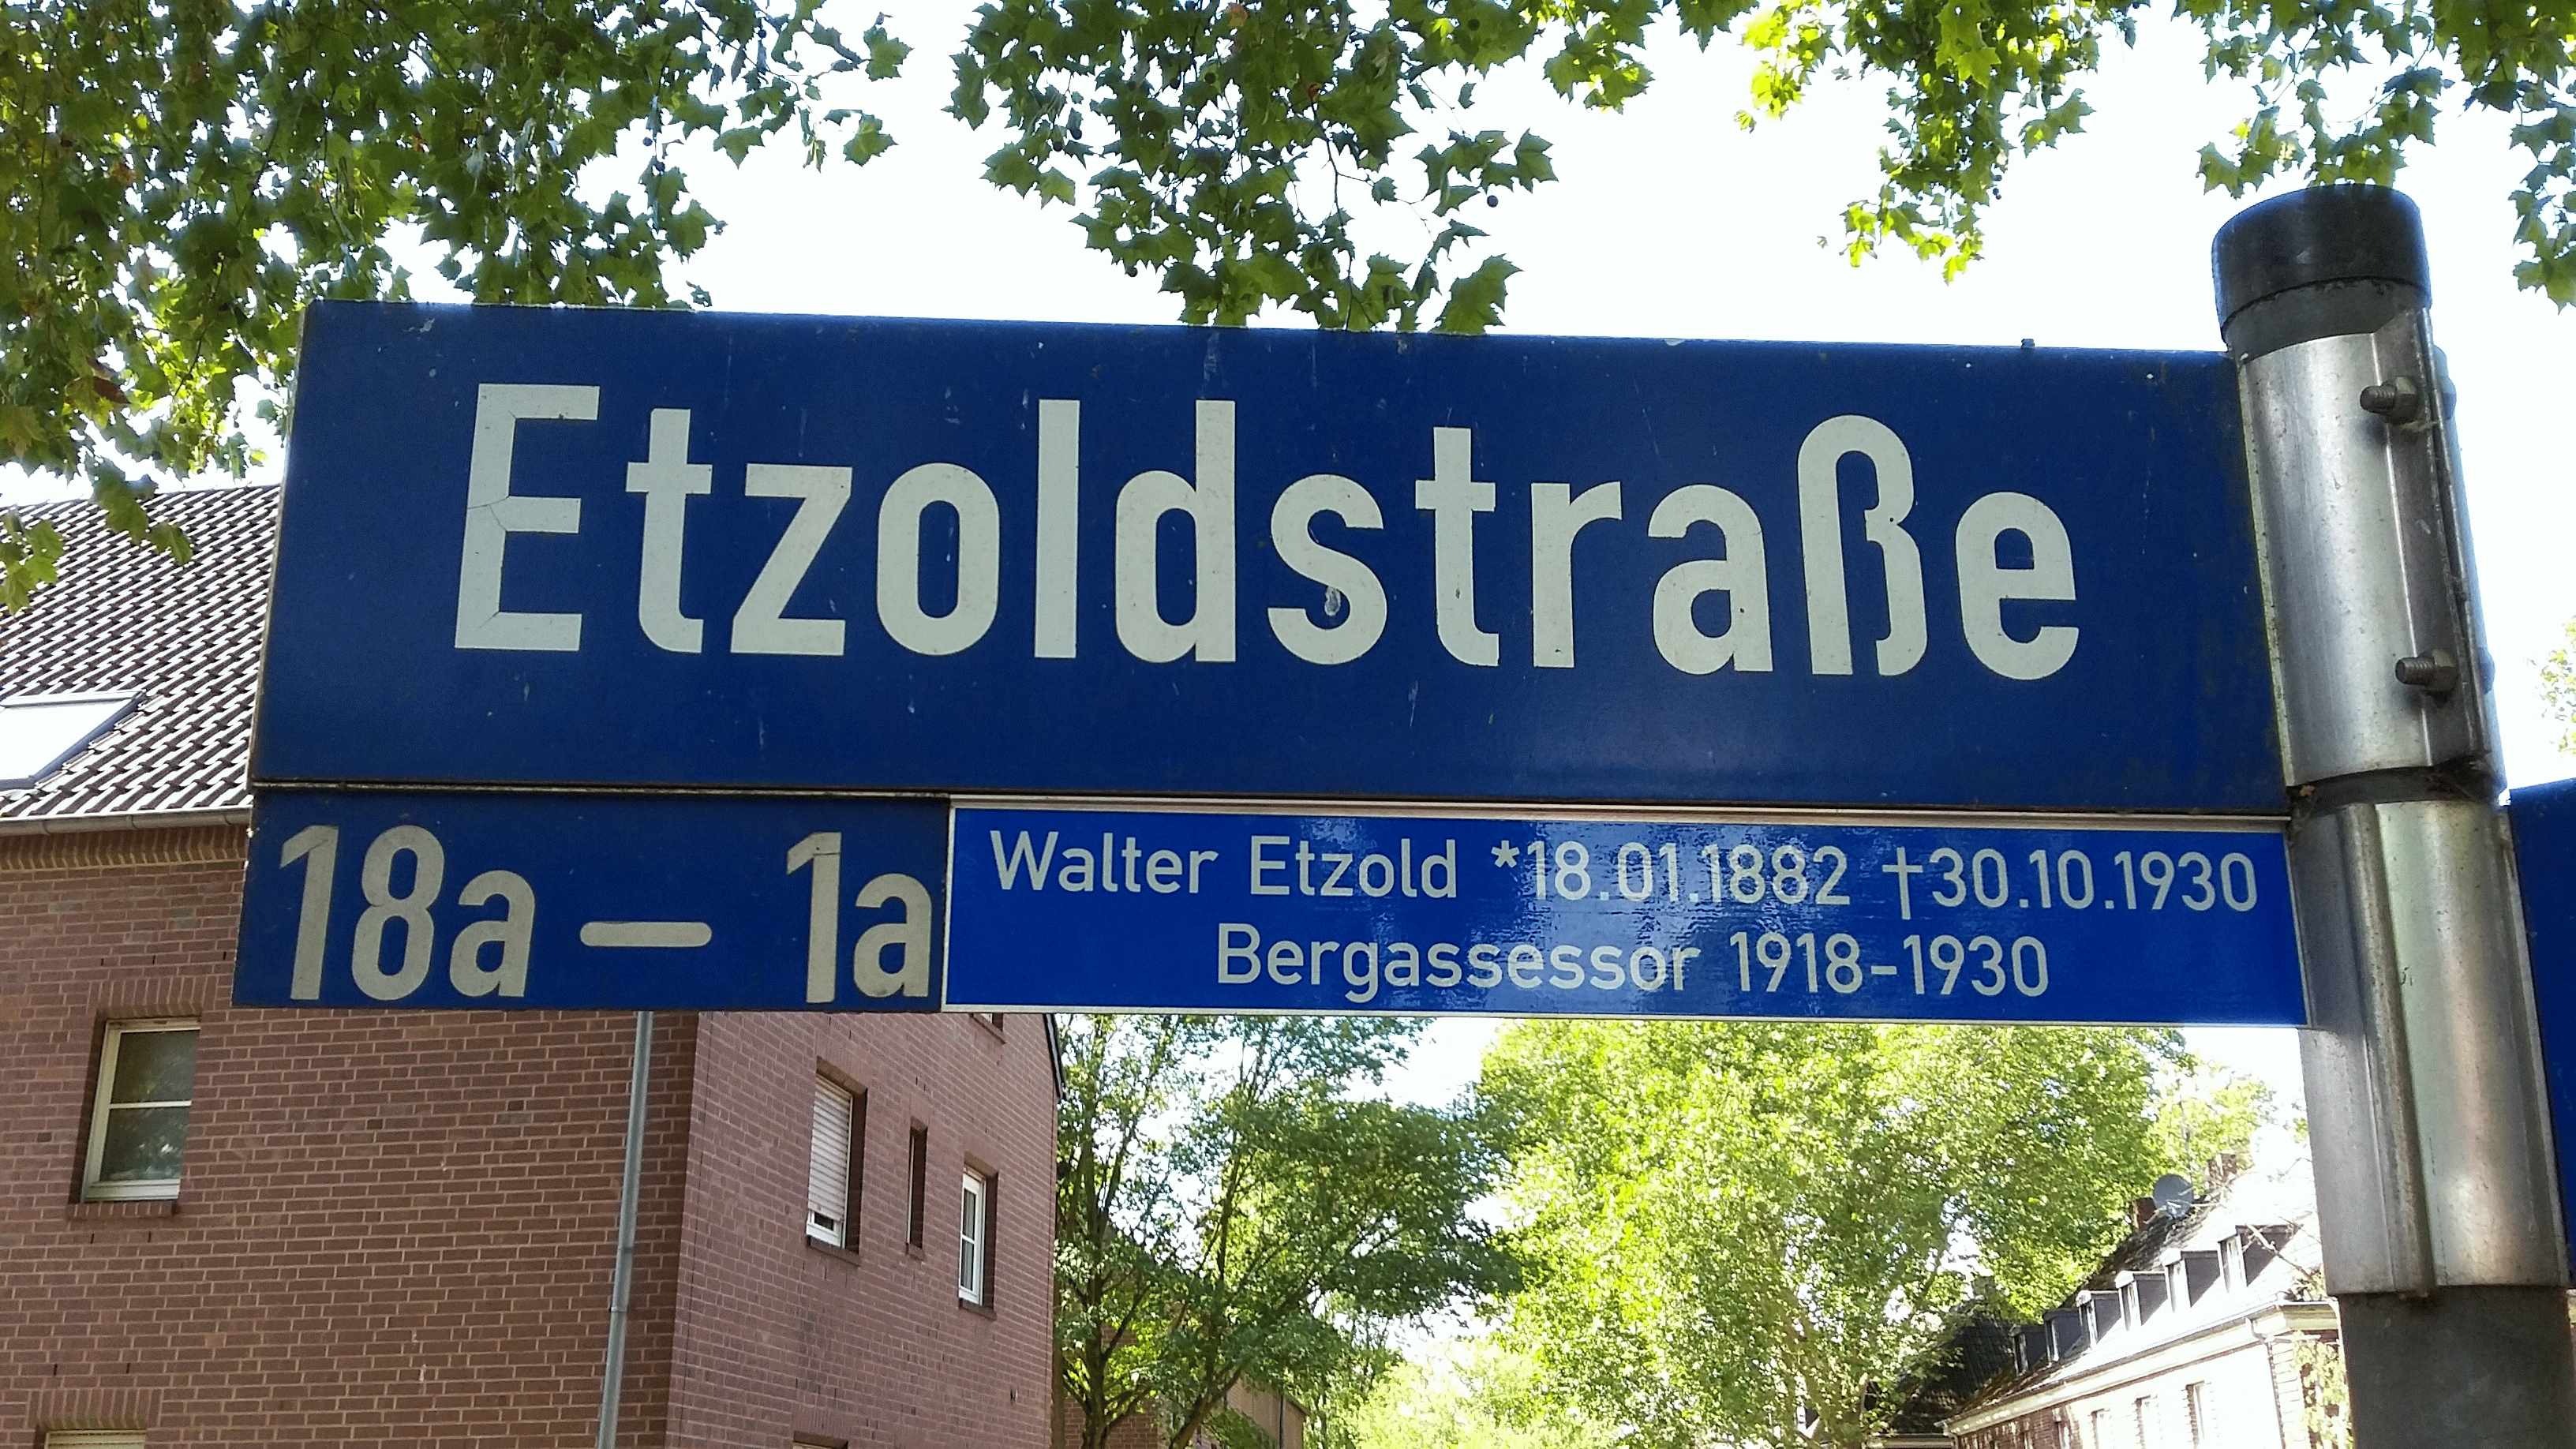 Etzoldstraße
18a – 1a
Walter Etzold *18.01.1882 †30.10.1930
Bergassessor 1918-1930